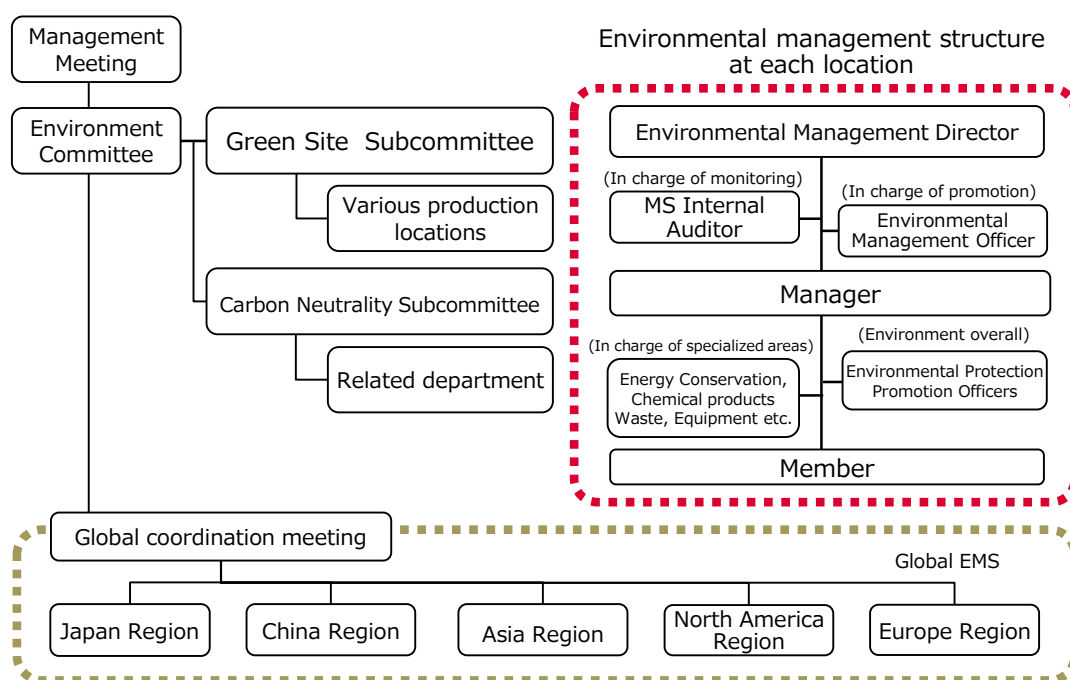 Management
Meeting
Environment
Committee
Green Site Subcommittee
Various production
locations
Carbon Neutrality Subcommittee
Related department
Environmental management structure
at each location
Environmental Management Director
(In charge of monitoring)
MS Internal
Auditor
(In charge of promotion)
Environmental
Management Officer
Manager
(In charge of specialized areas)
Energy Conservation,
Chemical products
Waste, Equipment etc.
(Environment overall)
Environmental Protection
Promotion Officers
Member
Global coordination meeting
Global EMS
Japan Region
China Region
Asia Region
North America
Region
Europe Region